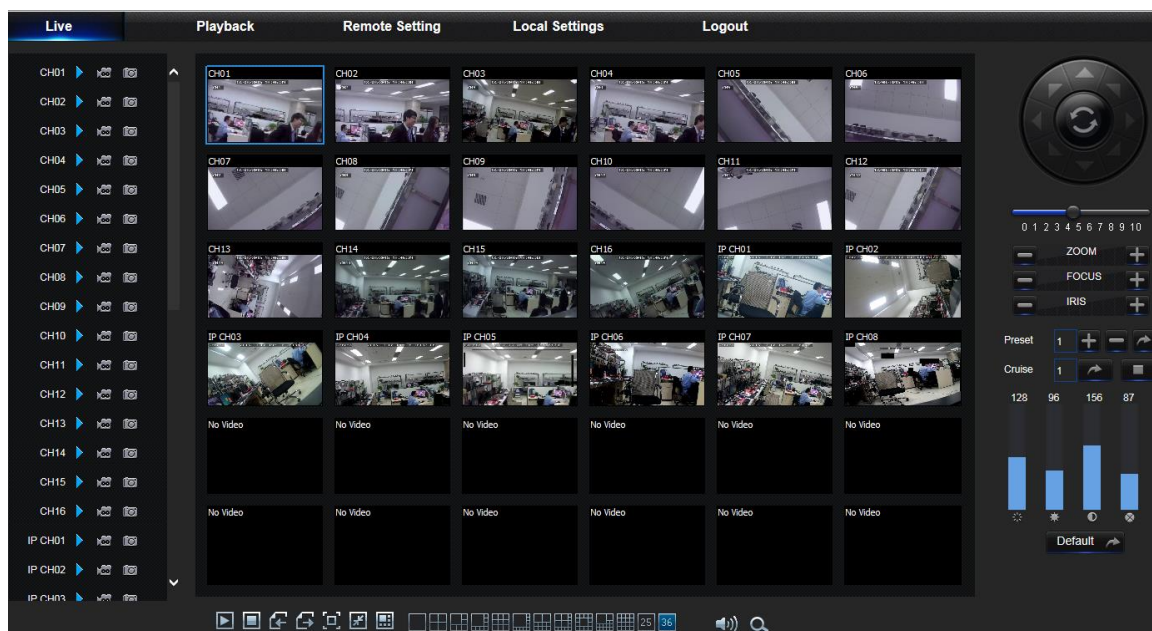 Live Playback Remote Setting Local Settings Logout
CH01
CH02
CH03
CH04
CH05
CH06
CH07
CH08
CH09
CH10
CH11
CH12
CH13
CH14
CH15
CH16
IP CH01
IP CH02
IP CH03
CH01 CH02 CH03 CH04 CH05 CH06
CH07 CH08 CH09 CH10 CH11 CH12
CH13 CH14 CH15 CH16 IP CH01 IP CH02
IP CH03 IP CH04 IP CH05 IP CH06 IP CH07 IP CH08
No Video No Video No Video No Video No Video No Video
No Video No Video No Video No Video No Video No Video
25 36
0 1 2 3 4 5 6 7 8 9 10
ZOOM
FOCUS
IRIS
Preset 1
Cruise 1
128 96 156 87
Default